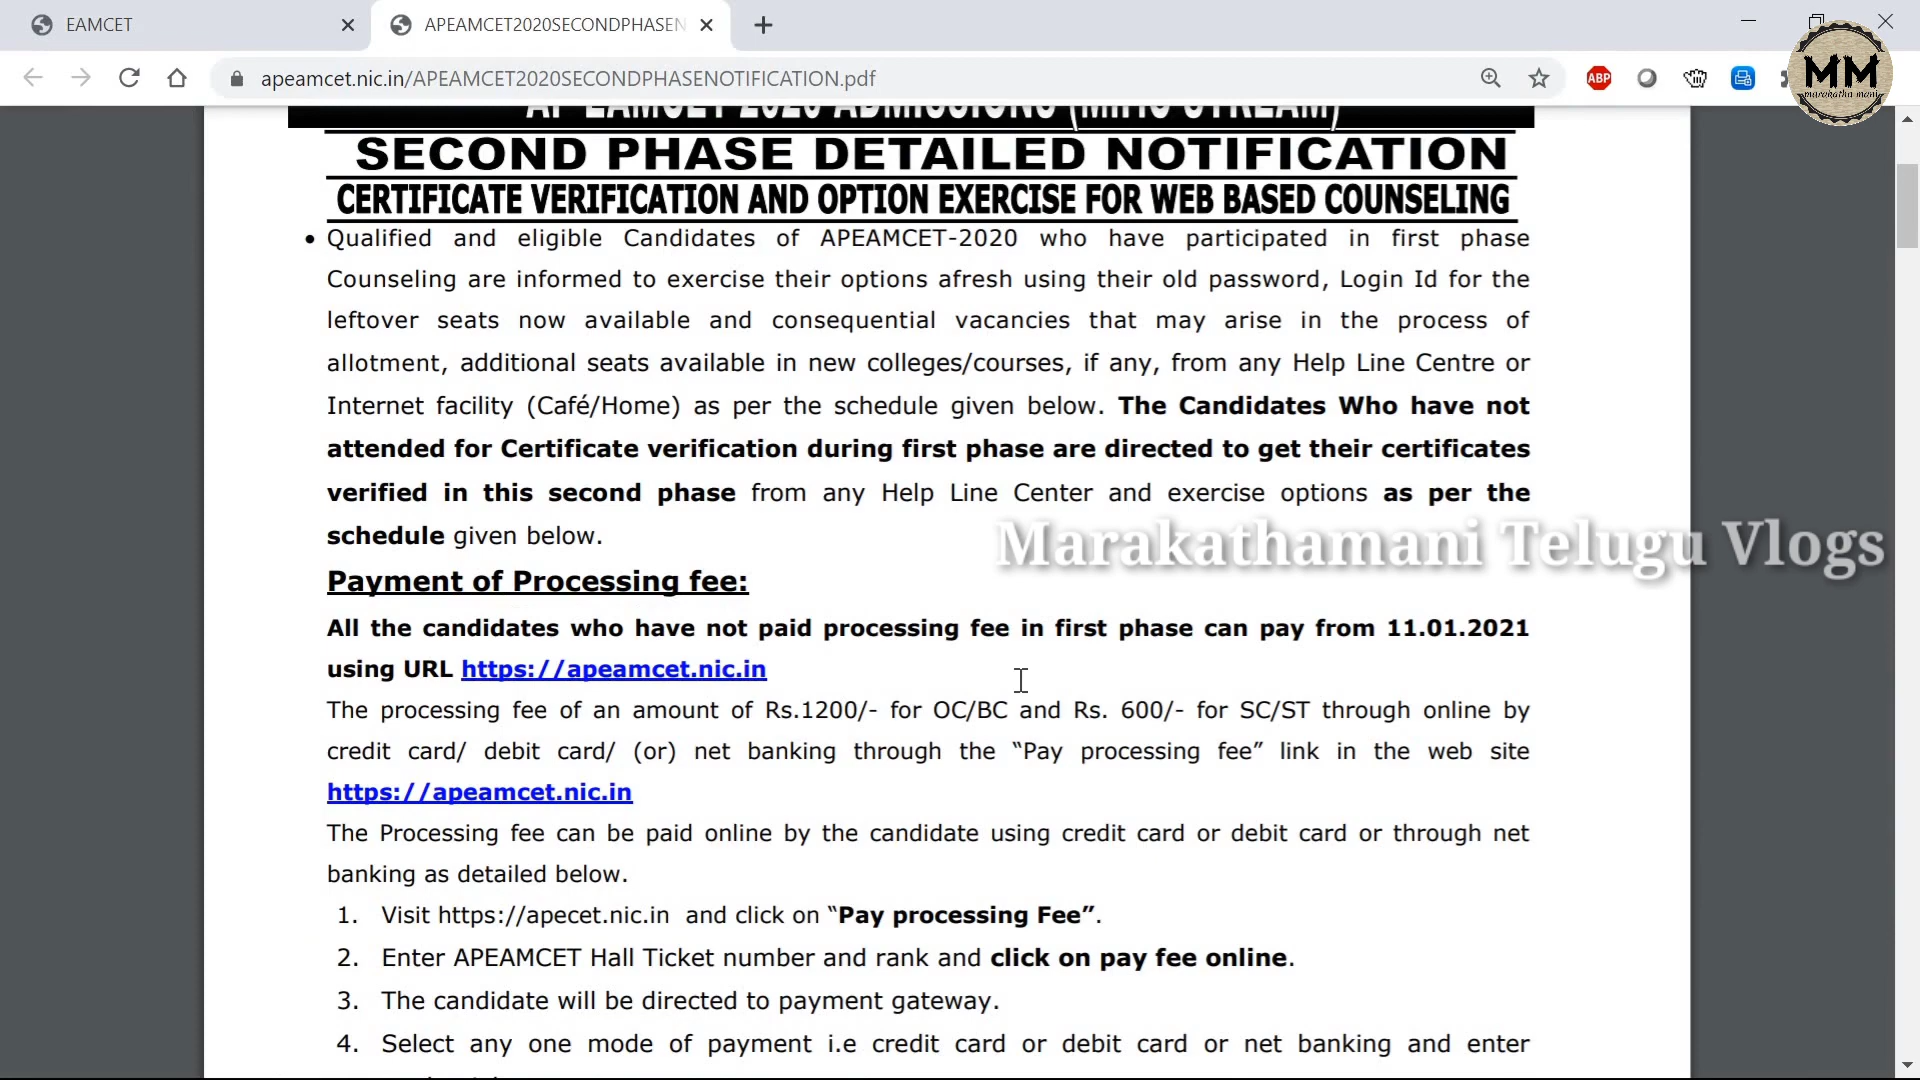 EAMCET
APEAMCET2020SECONDPHASEN
apeamcet.nic.in/APEAMCET2020SECONDPHASENOTIFICATION.pdf
ABP
MM
marakatha mani
AP EAMCET 2020 ADMISSIONS
SECOND PHASE DETAILED NOTIFICATION
CERTIFICATE VERIFICATION AND OPTION EXERCISE FOR WEB BASED COUNSELING
• Qualified and eligible Candidates of APEAMCET-2020 who have participated in first phase
Counseling are informed to exercise their options afresh using their old password, Login Id for the
leftover seats now available and consequential vacancies that may arise in the process of
allotment, additional seats available in new colleges/courses, if any, from any Help Line Centre or
Internet facility (Café/Home) as per the schedule given below. The Candidates Who have not
attended for Certificate verification during first phase are directed to get their certificates
verified in this second phase from any Help Line Center and exercise options as per the
schedule given below.
Marakathamani Telugu Vlogs
Payment of Processing fee:
All the candidates who have not paid processing fee in first phase can pay from 11.01.2021
using URL https://apeamcet.nic.in
The processing fee of an amount of Rs.1200/- for OC/BC and Rs. 600/- for SC/ST through online by
credit card/ debit card/ (or) net banking through the “Pay processing fee” link in the web site
https://apeamcet.nic.in
The Processing fee can be paid online by the candidate using credit card or debit card or through net
banking as detailed below.
1. Visit https://apecet.nic.in and click on “Pay processing Fee”.
2. Enter APEAMCET Hall Ticket number and rank and click on pay fee online.
3. The candidate will be directed to payment gateway.
4. Select any one mode of payment i.e credit card or debit card or net banking and enter